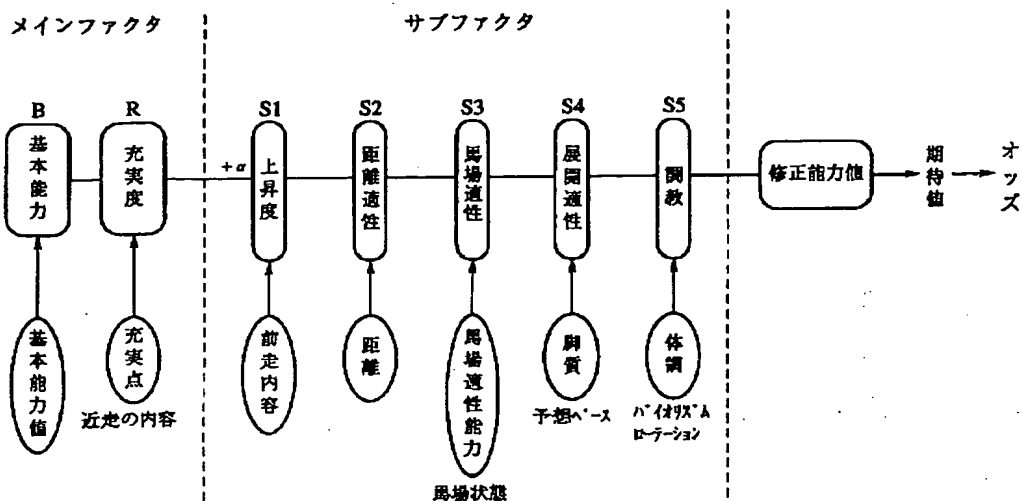 メインファクタ
サブファクタ
B
R
S1
S2
S3
S4
S5
基本能力
充実度
+α
上昇度
距離適性
馬場適性
展開適性
調教
修正能力値
期待値
オッズ
基本能力値
充実点
近走の内容
前走内容
距離
馬場適性能力
馬場状態
脚質
予想ペース
体調
バイオリズム
ローテーション